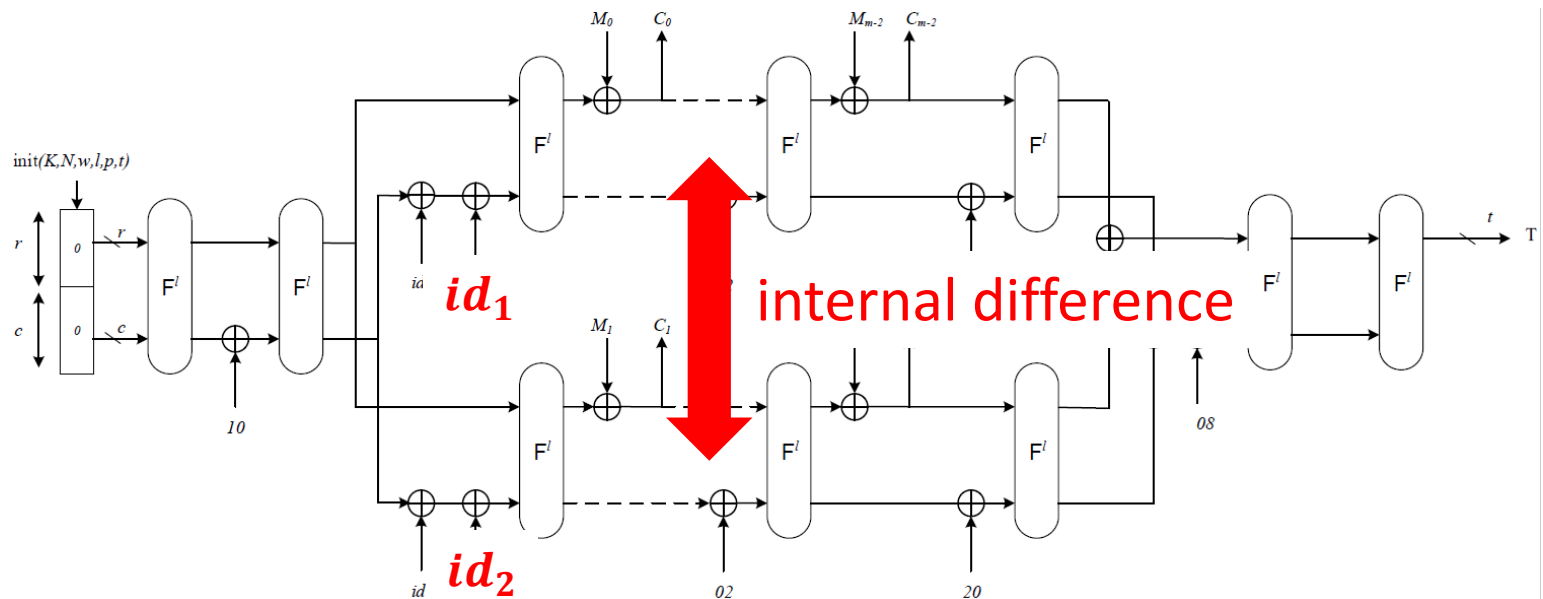 M0 C0 Mm-2 Cm-2
Fl Fl Fl
init(K,N,w,l,p,t)
r 0 r Fl Fl t T
id id1 internal difference Fl Fl
c 0 c M1 C1
10 08
Fl Fl Fl
id id2 02 20